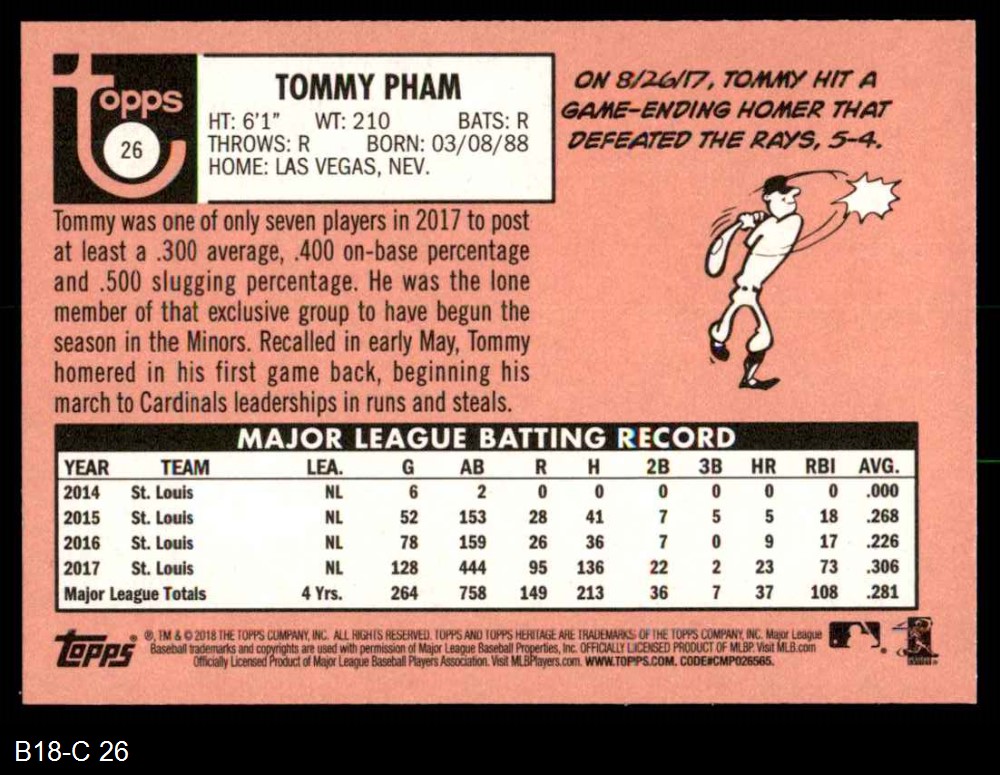 Topps
26
TOMMY PHAM
HT: 6'1" WT: 210 BATS: R
THROWS: R BORN: 03/08/88
HOME: LAS VEGAS, NEV.
ON 8/26/17, TOMMY HIT A
GAME-ENDING HOMER THAT
DEFEATED THE RAYS, 5-4.
Tommy was one of only seven players in 2017 to post
at least a .300 average, .400 on-base percentage
and .500 slugging percentage. He was the lone
member of that exclusive group to have begun the
season in the Minors. Recalled in early May, Tommy
homered in his first game back, beginning his
march to Cardinals leaderships in runs and steals.
MAJOR LEAGUE BATTING RECORD
YEAR TEAM LEA. G AB R H 2B 3B HR RBI AVG.
2014 St. Louis NL 6 2 0 0 0 0 0 0 .000
2015 St. Louis NL 52 153 28 41 7 5 5 18 .268
2016 St. Louis NL 78 159 26 36 7 0 9 17 .226
2017 St. Louis NL 128 444 95 136 22 2 23 73 .306
Major League Totals 4 Yrs. 264 758 149 213 36 7 37 108 .281
Topps
®, TM & © 2018 THE TOPPS COMPANY, INC. ALL RIGHTS RESERVED. TOPPS AND TOPPS HERITAGE ARE TRADEMARKS OF THE TOPPS COMPANY, INC. Major League
Baseball trademarks and copyrights are used with permission of Major League Baseball Properties, Inc. OFFICIALLY LICENSED PRODUCT OF MLBP. Visit MLB.com
Officially Licensed Product of Major League Baseball Players Association. Visit MLBPlayers.com. WWW.TOPPS.COM. CODE#CMP026565.
B18-C 26